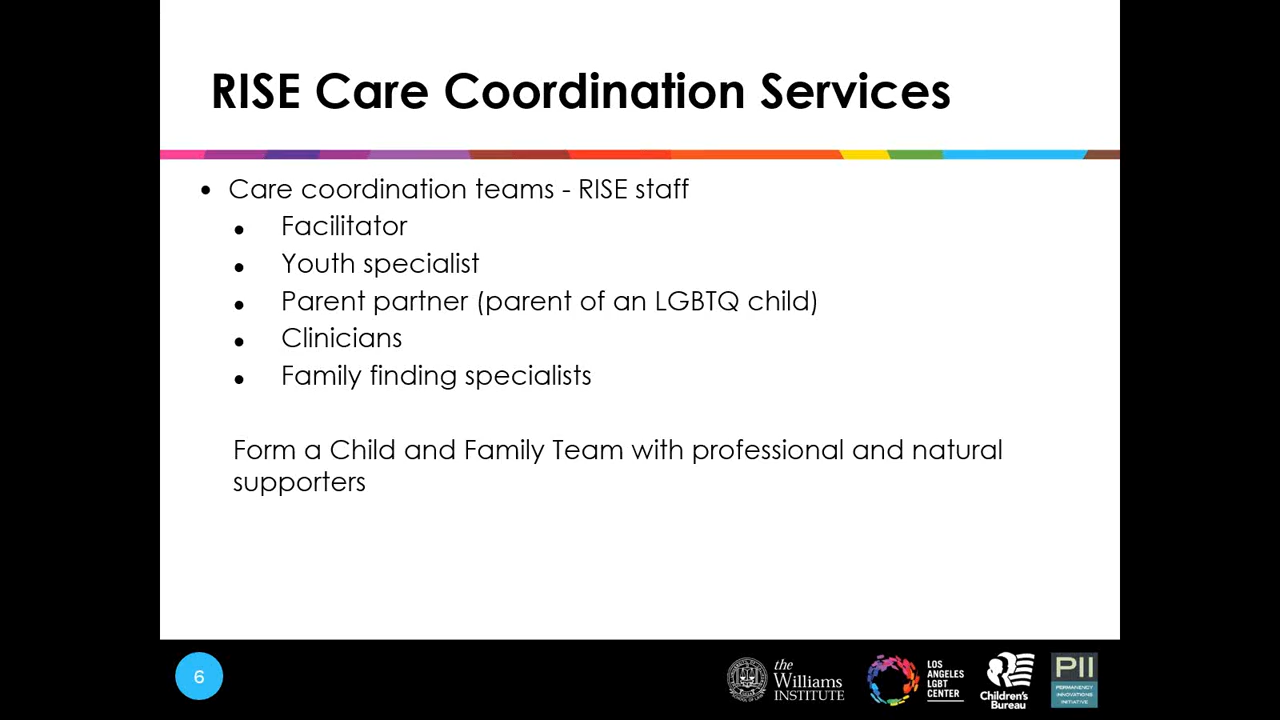 RISE Care Coordination Services
• Care coordination teams - RISE staff
• Facilitator
• Youth specialist
• Parent partner (parent of an LGBTQ child)
• Clinicians
• Family finding specialists
Form a Child and Family Team with professional and natural
supporters
6
the
Williams
INSTITUTE
LOS
ANGELES
LGBT
CENTER
Children's
Bureau
PII
PERMANENCY
INNOVATIONS
INITIATIVE